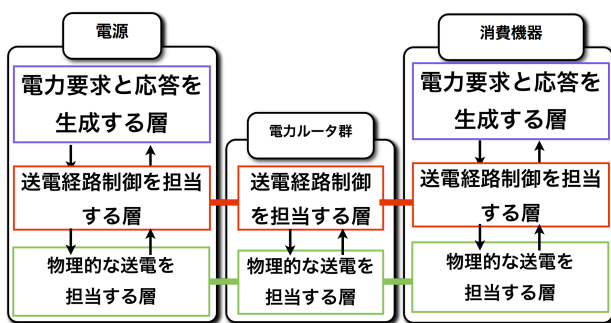 電源
電力要求と応答を
生成する層
送電経路制御を担当
する層
物理的な送電を
担当する層
電力ルータ群
送電経路制御
を担当する層
物理的な送電を
担当する層
消費機器
電力要求と応答を
生成する層
送電経路制御を担当
する層
物理的な送電を
担当する層